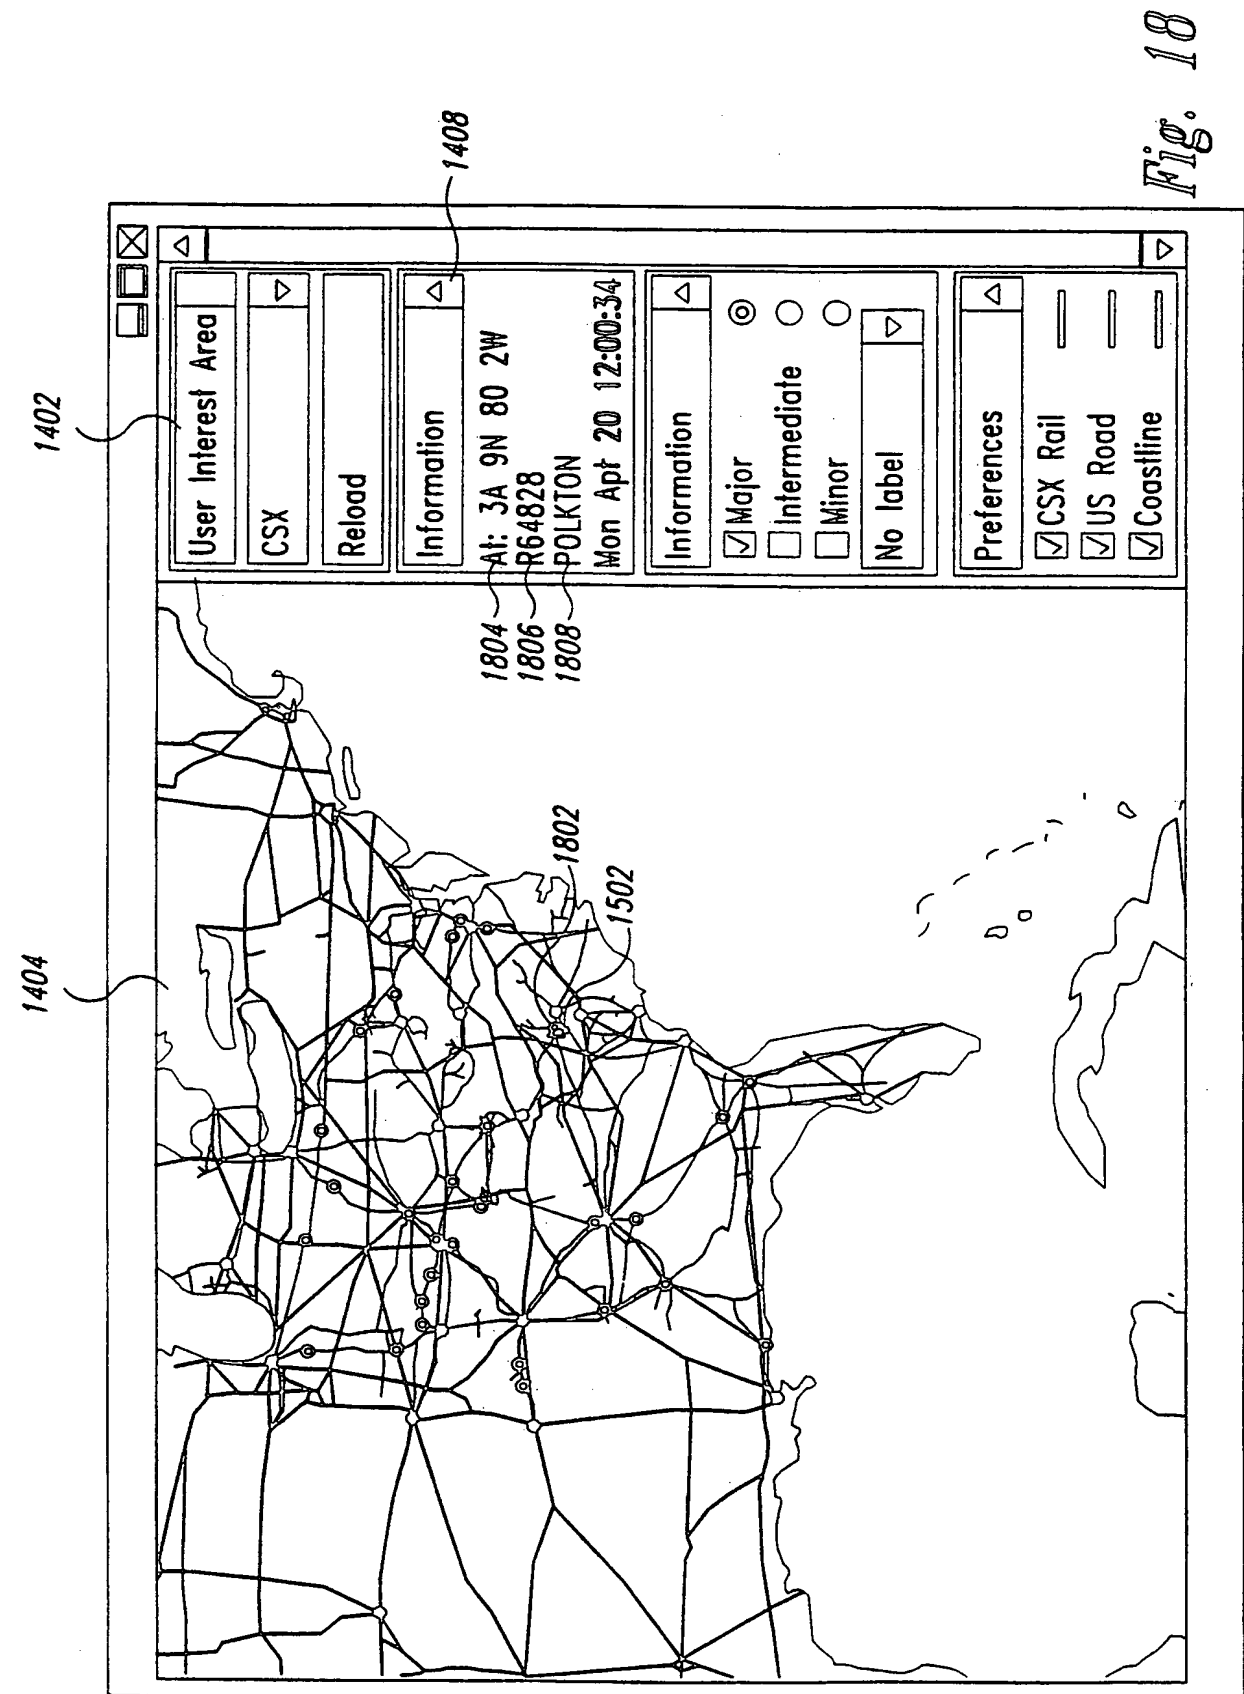 1404
1402
User Interest Area
CSX
Reload
1408
Information
1804 At: 3A 9N 80 2W
1806 R64828
1808 POLKTON
Mon Apt 20 12:00:34
Information
Major
Intermediate
Minor
No label
Preferences
CSX Rail
US Road
Coastline
1802
1502
Fig. 18